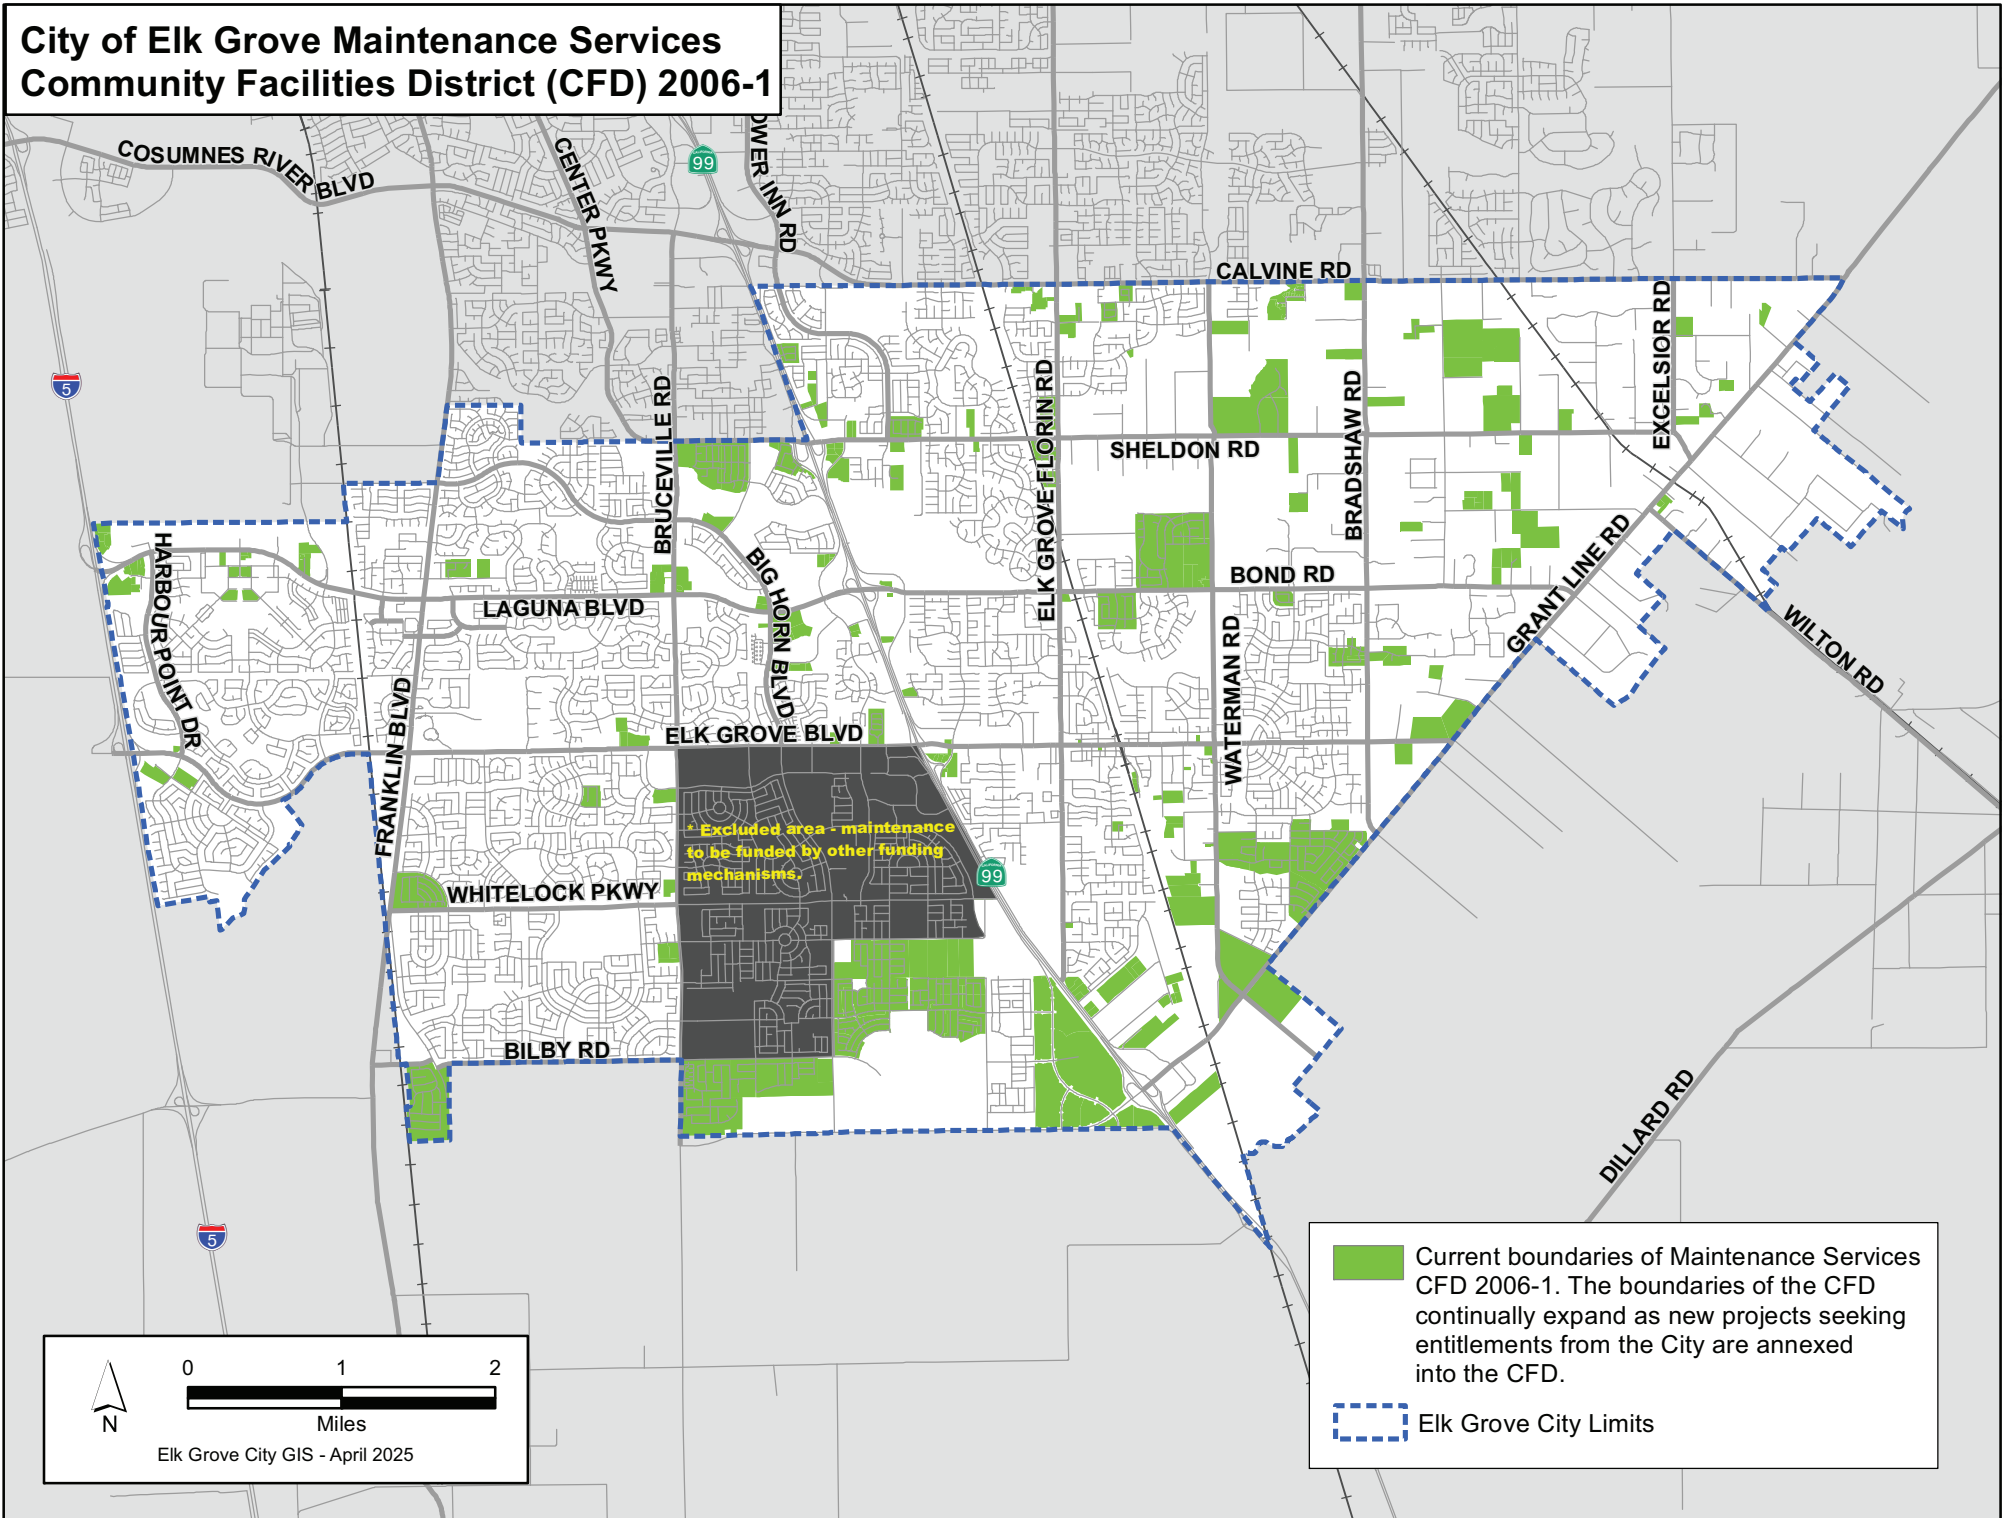 City of Elk Grove Maintenance Services
Community Facilities District (CFD) 2006-1
COSUMNES RIVER BLVD
CENTER PKWY
99
OWER INN RD
CALVINE RD
5
BRUCEVILLE RD
ELK GROVE FLORIN RD
BRADSHAW RD
EXCELSIOR RD
SHELDON RD
HARBOUR POINT DR
BIG HORN BLVD
BOND RD
GRANT LINE RD
LAGUNA BLVD
WILTON RD
FRANKLIN BLVD
WATERMAN RD
ELK GROVE BLVD
* Excluded area - maintenance
to be funded by other funding
mechanisms.
99
WHITELOCK PKWY
BILBY RD
DILLARD RD
5
Current boundaries of Maintenance Services
CFD 2006-1. The boundaries of the CFD
continually expand as new projects seeking
entitlements from the City are annexed
into the CFD.
Elk Grove City Limits
0 1 2
Miles
N
Elk Grove City GIS - April 2025